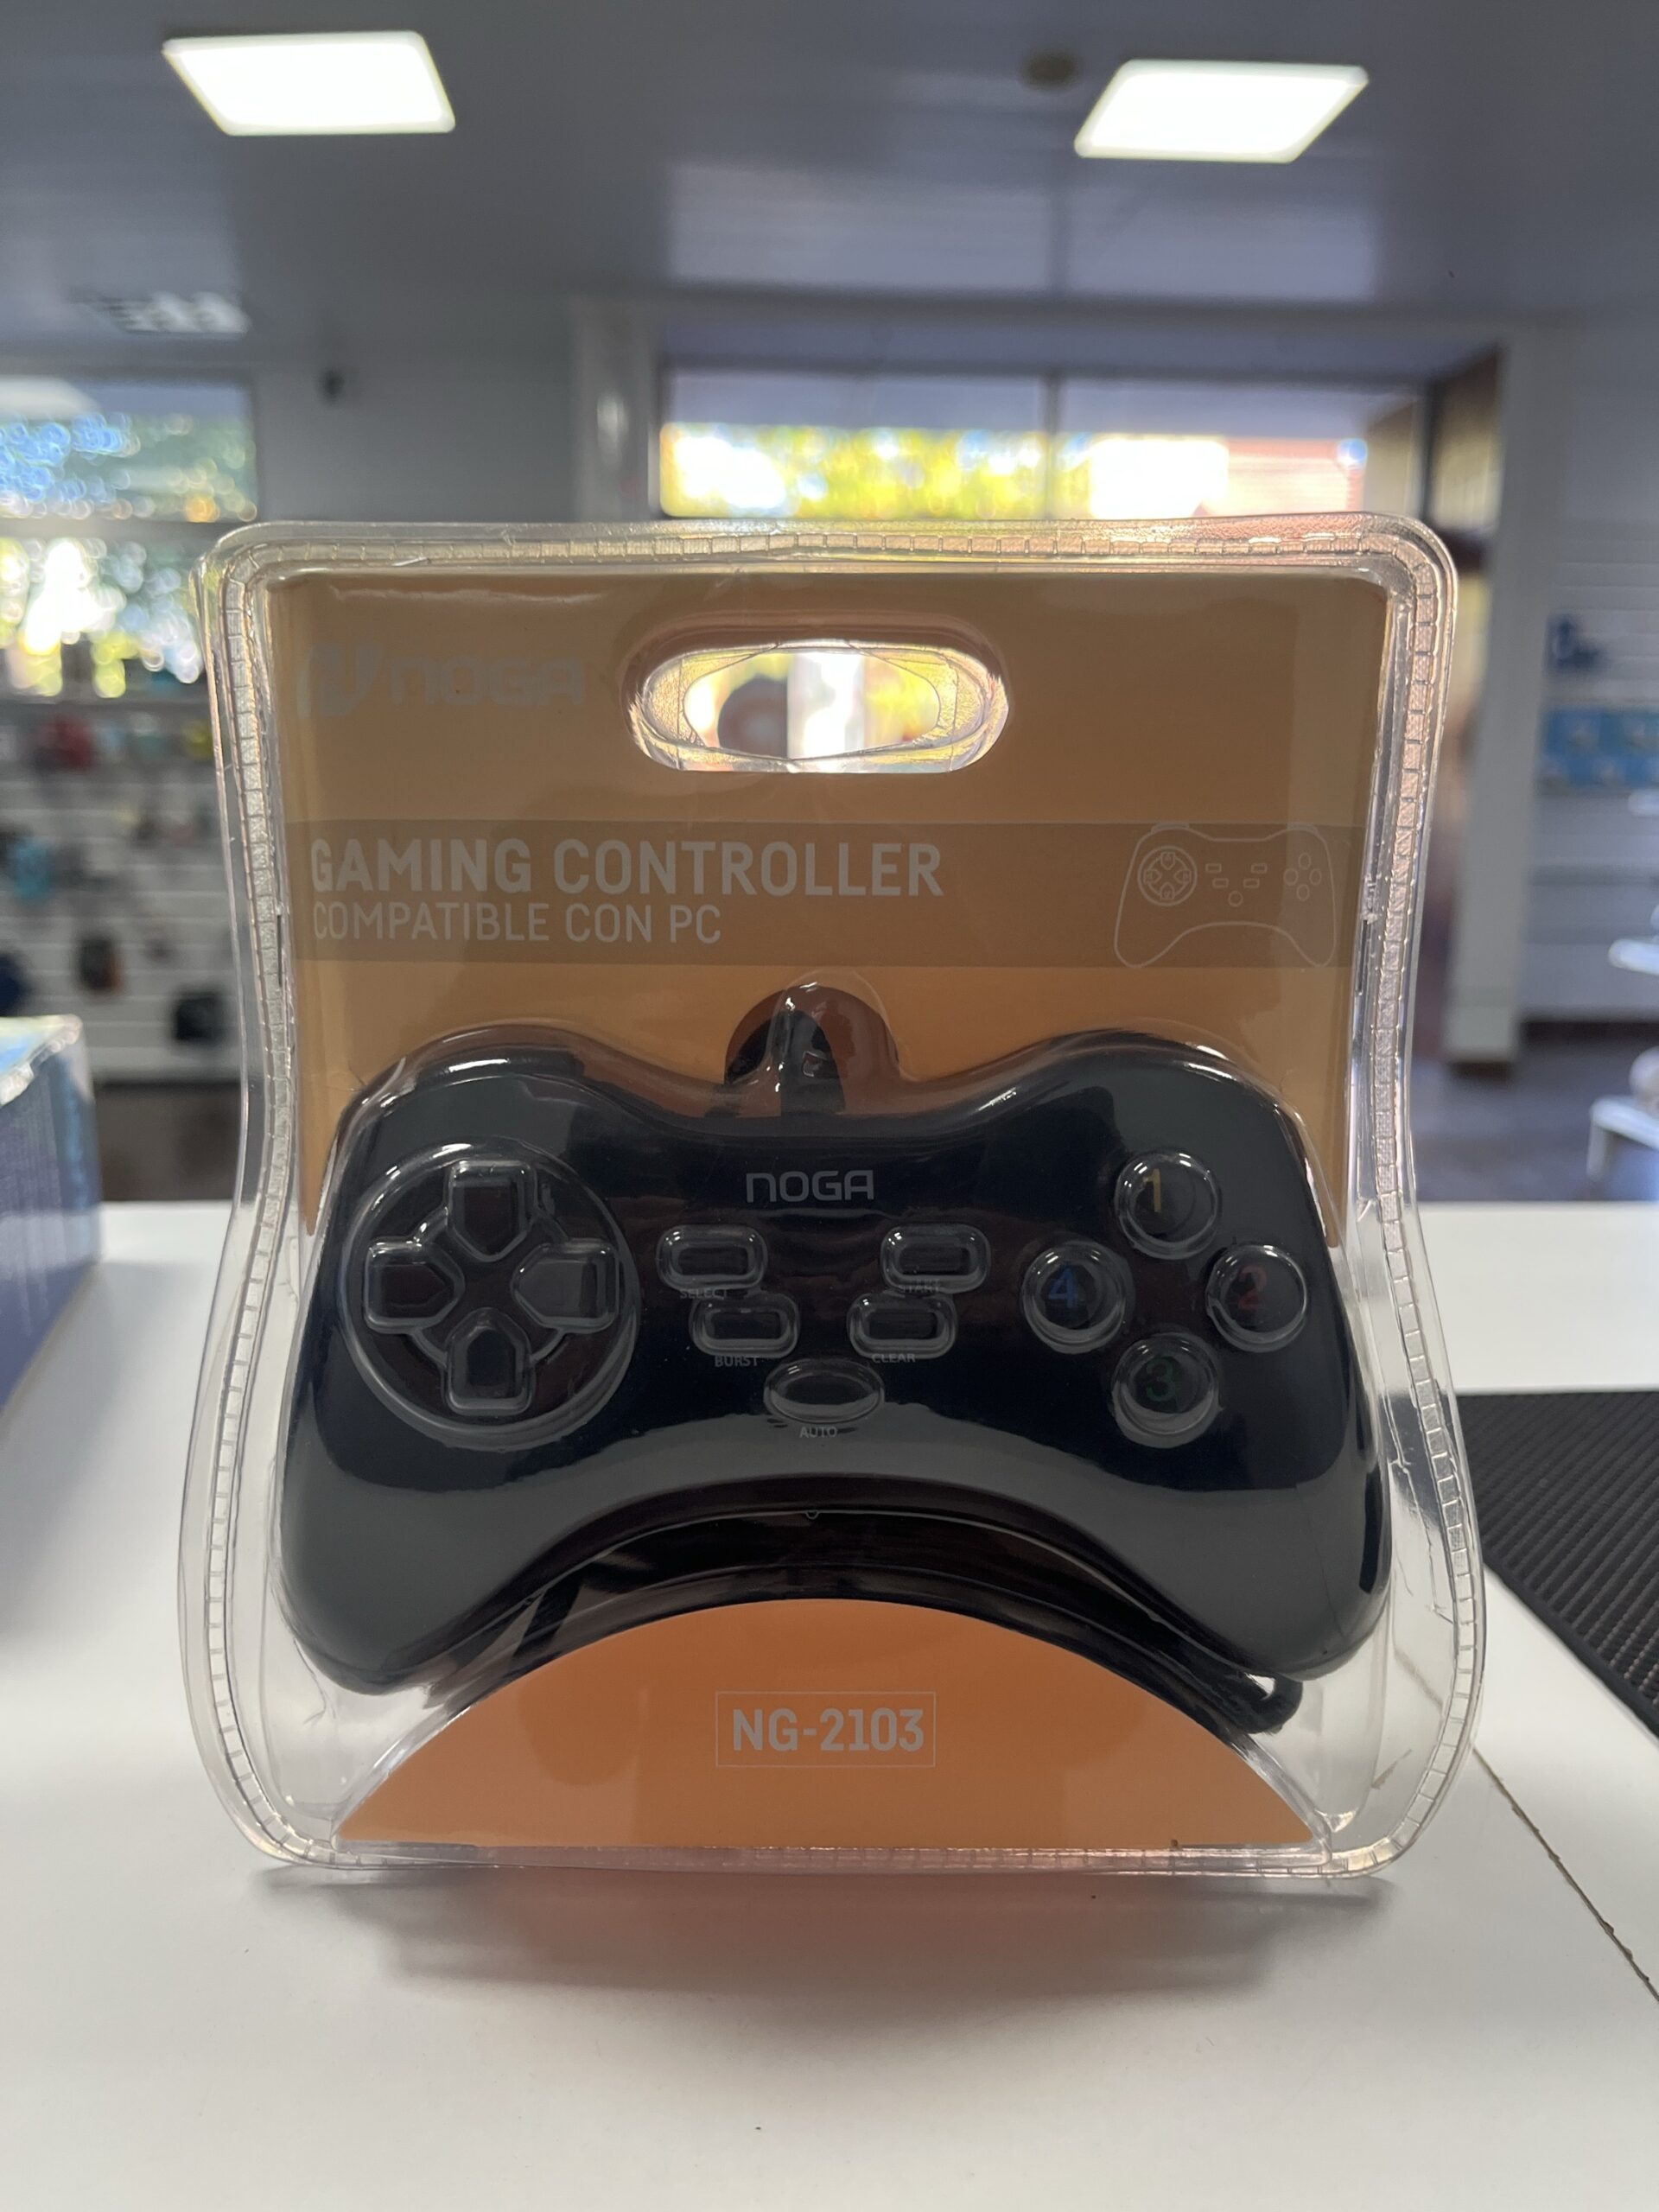 NOGA
GAMING CONTROLLER
COMPATIBLE CON PC
NOGA
1
SELECT
START
4
2
BURST
CLEAR
3
AUTO
NG-2103